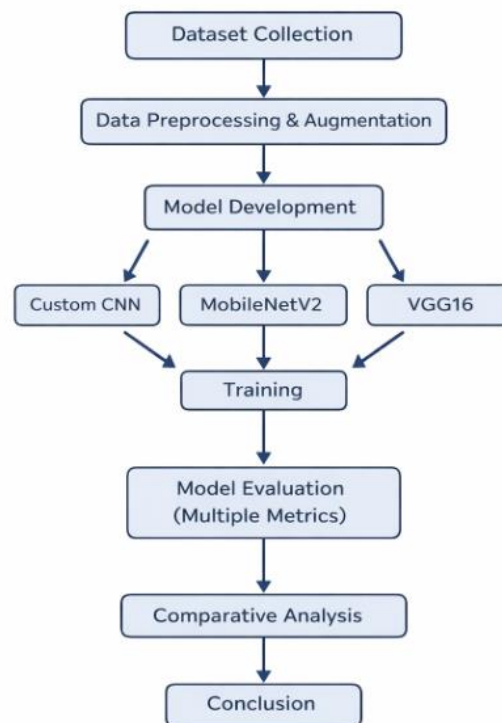 Dataset Collection
Data Preprocessing & Augmentation
Model Development
Custom CNN
MobileNetV2
VGG16
Training
Model Evaluation
(Multiple Metrics)
Comparative Analysis
Conclusion